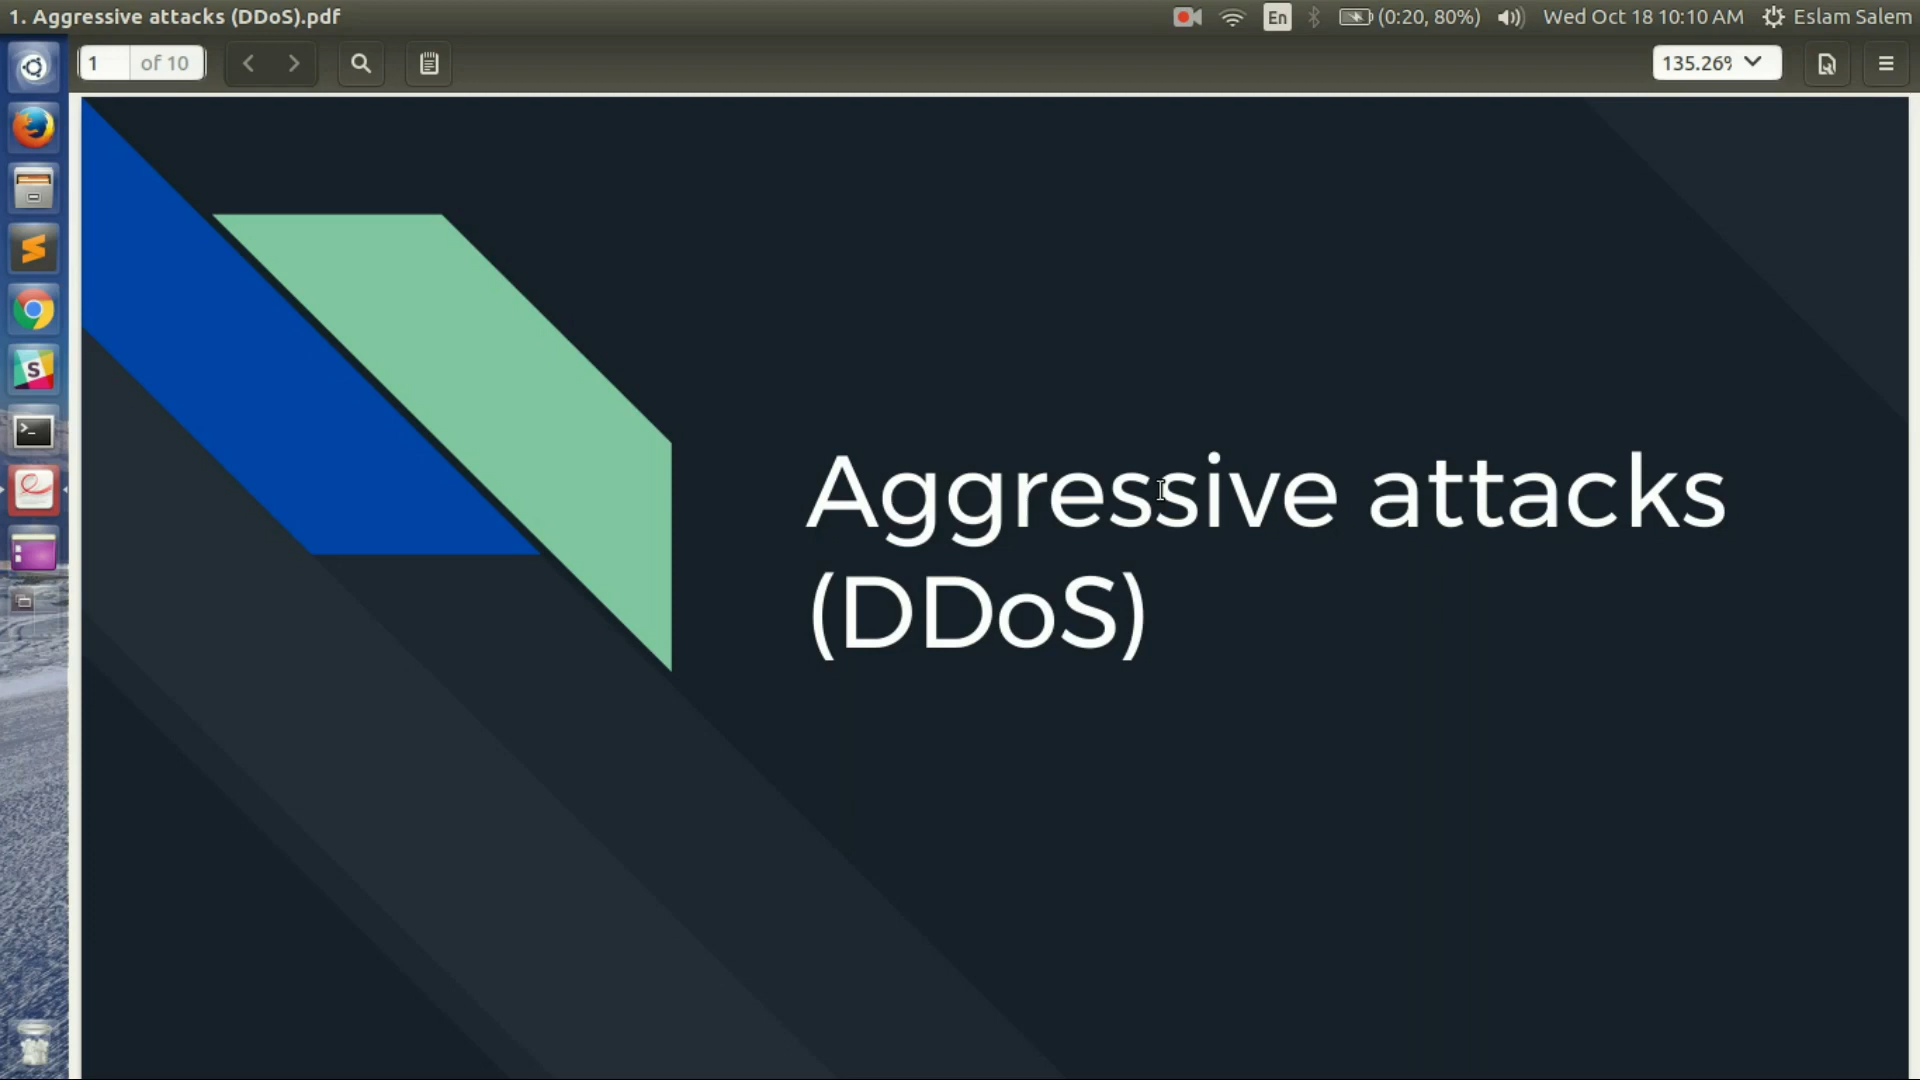 1. Aggressive attacks (DDoS).pdf
En
(0:20, 80%)
Wed Oct 18 10:10 AM
Eslam Salem
1
of 10
135.26%
Aggressive attacks
(DDoS)